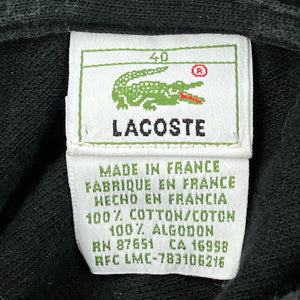 40
®
LACOSTE
MADE IN FRANCE
FABRIQUE EN FRANCE
HECHO EN FRANCIA
100% COTTON/COTON
100% ALGODON
RN 87651 CA 16998
RFC LMC-783106216